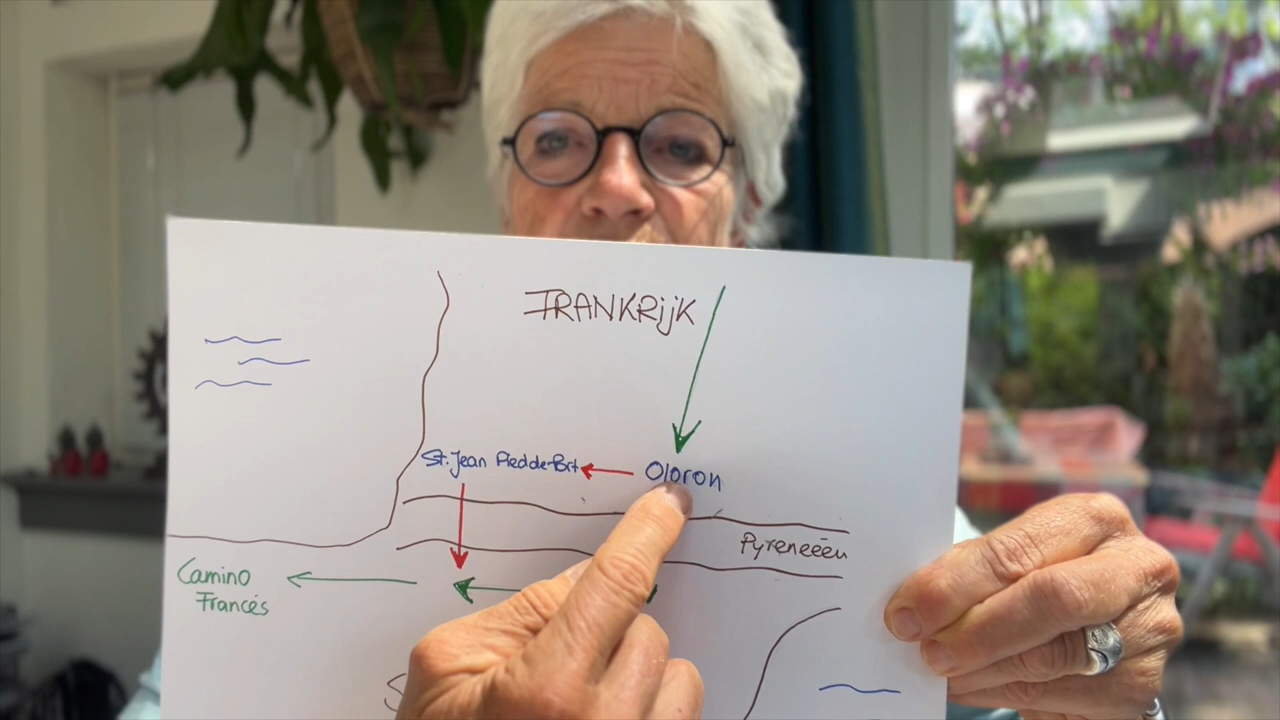 FRANKRijK
St. Jean Pied de Port
Oloron
Pyreneeën
Camino
Francés